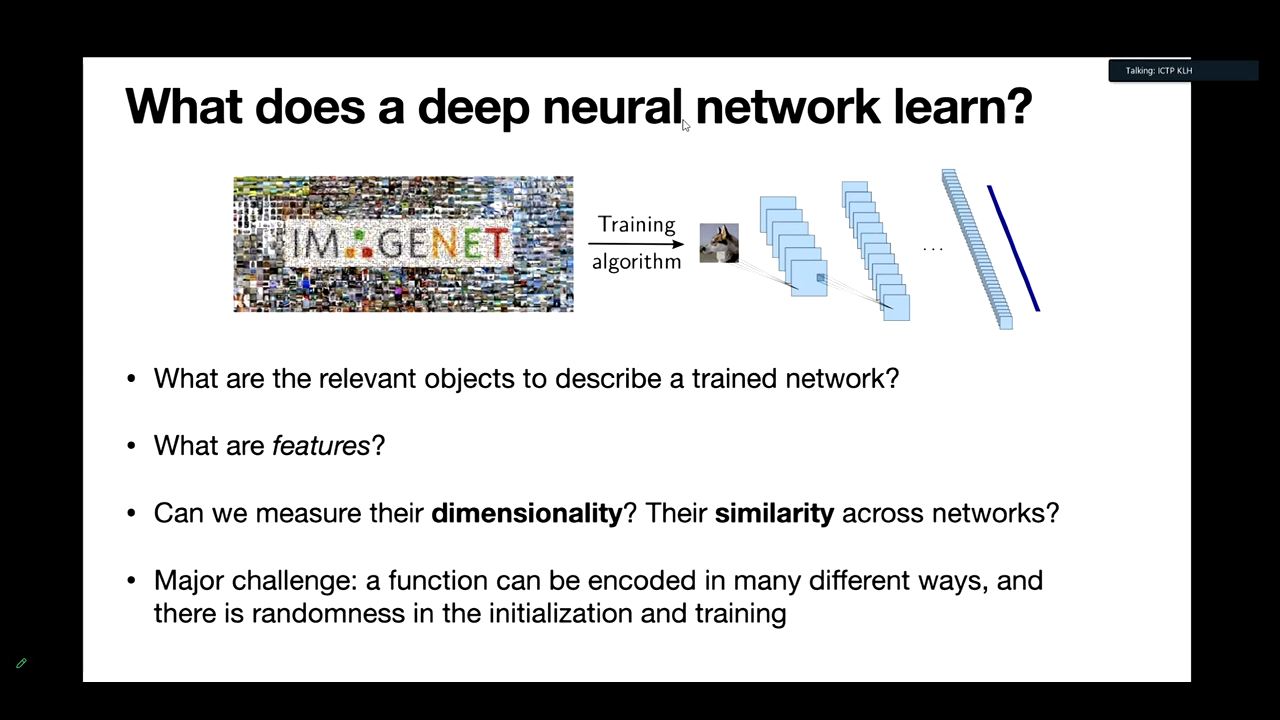 Talking: ICTP KLH
What does a deep neural network learn?
IMAGENET
Training
algorithm
...
• What are the relevant objects to describe a trained network?
• What are features?
• Can we measure their dimensionality? Their similarity across networks?
• Major challenge: a function can be encoded in many different ways, and
there is randomness in the initialization and training